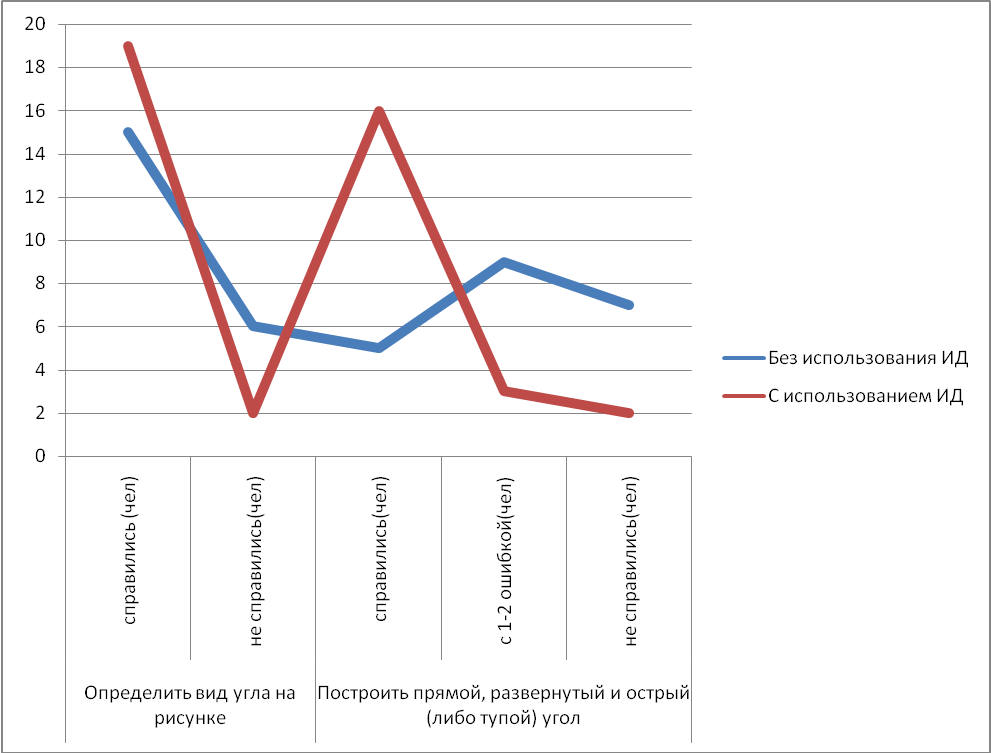 20
18
16
14
12
10
8
6
4
2
0
справились (чел)
не справились(чел)
справились(чел)
с 1-2 ошибкой(чел)
не справились(чел)
Определить вид угла на
рисунке
Построить прямой, развернутый и острый
(либо тупой) угол
Без использования ИД
С использованием ИД